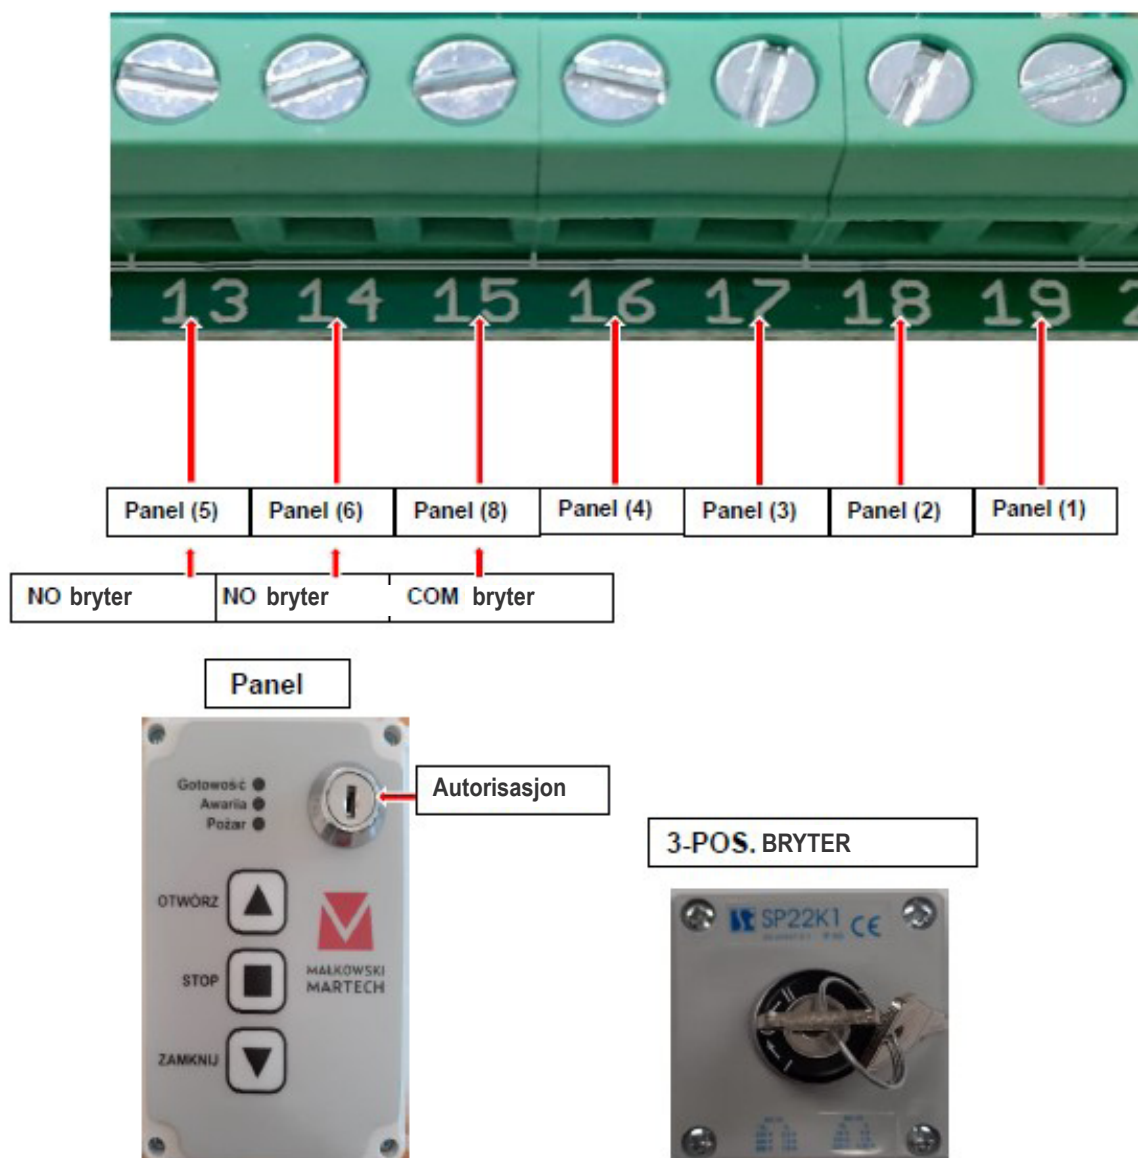 13 14 15 16 17 18 19
Panel (5) Panel (6) Panel (8) Panel (4) Panel (3) Panel (2) Panel (1)
NO bryter NO bryter COM bryter
Panel
Gotowość
Awaria
Pożar
Autorisasjon
OTWÓRZ
STOP
MAŁKOWSKI
MARTECH
ZAMKNIJ
3-POS. BRYTER
SP22K1 CE